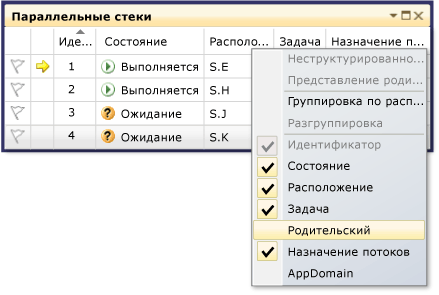 Параллельные стеки
Иде... Состояние Располо... Задача Назначение п...
1 Выполняется S.E
2 Выполняется S.H
3 Ожидание S.J
4 Ожидание S.K
Неструктурированно...
Представление роди...
Группировка по расп...
Разгруппировка
Идентификатор
Состояние
Расположение
Задача
Родительский
Назначение потоков
AppDomain